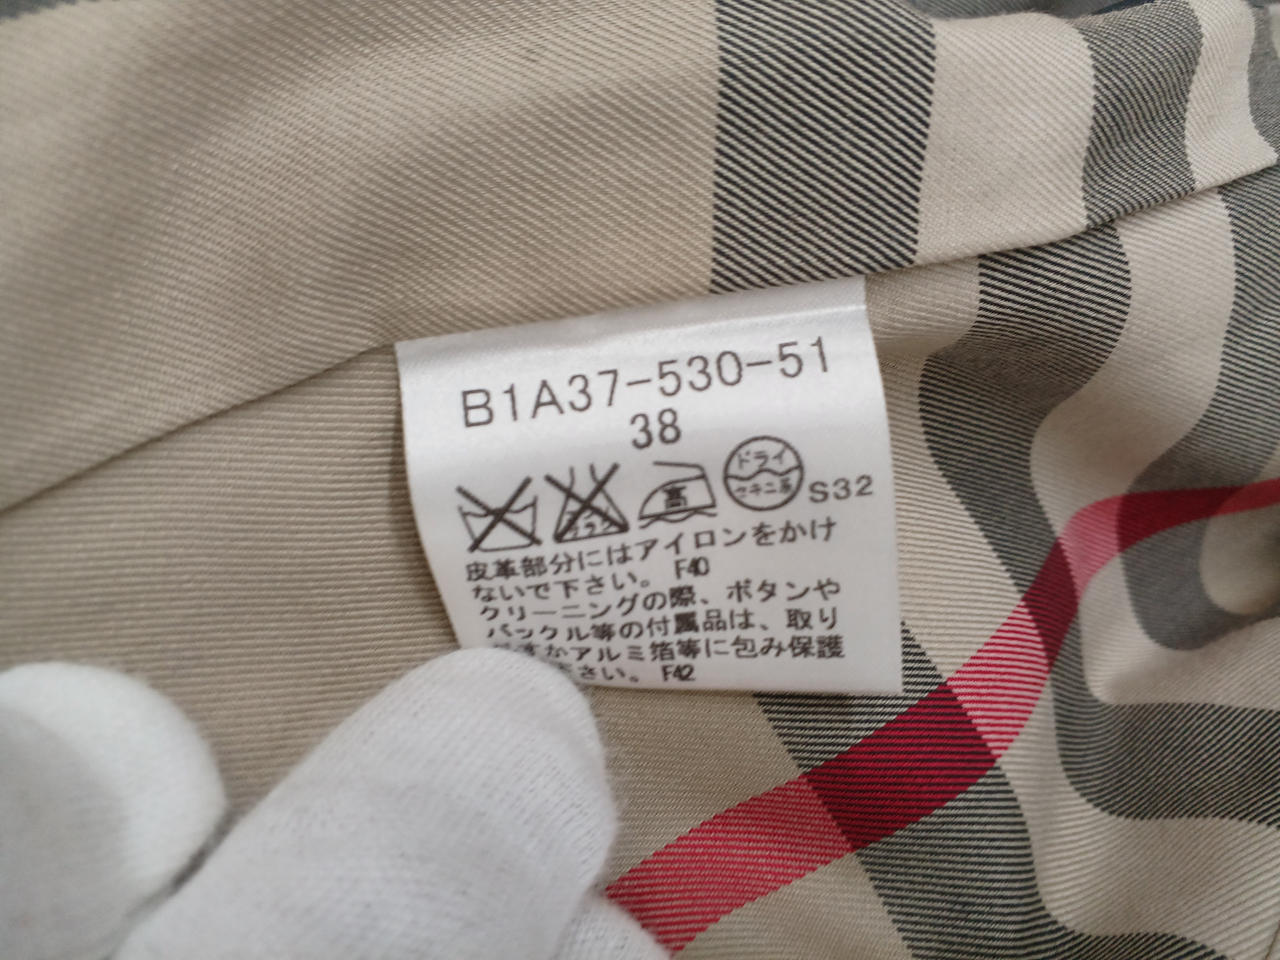 B1A37-530-51
38
高
ドライ
S32
皮革部分にはアイロンをかけ
ないで下さい。 F40
クリーニングの際、ボタンや
バックル等の付属品は、取り
アルミ箔等に包み保護
さい。 F42